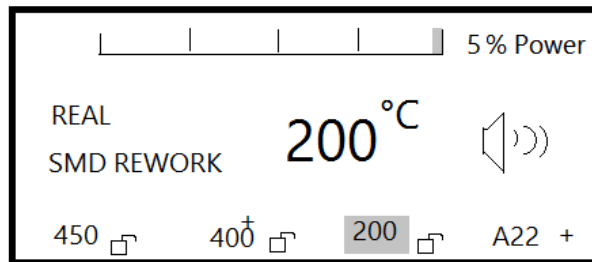 5 % Power
REAL
200 °C
SMD REWORK
450 400+ 200 A22 +